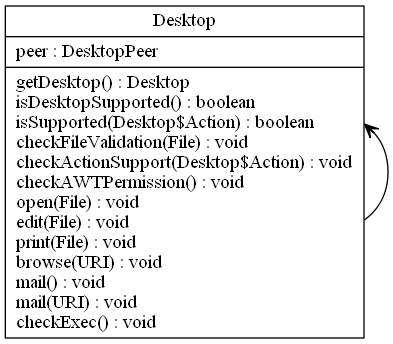 Desktop
peer : DesktopPeer
getDesktop() : Desktop
isDesktopSupported() : boolean
isSupported(Desktop$Action) : boolean
checkFileValidation(File) : void
checkActionSupport(Desktop$Action) : void
checkAWTPermission() : void
open(File) : void
edit(File) : void
print(File) : void
browse(URI) : void
mail() : void
mail(URI) : void
checkExec() : void